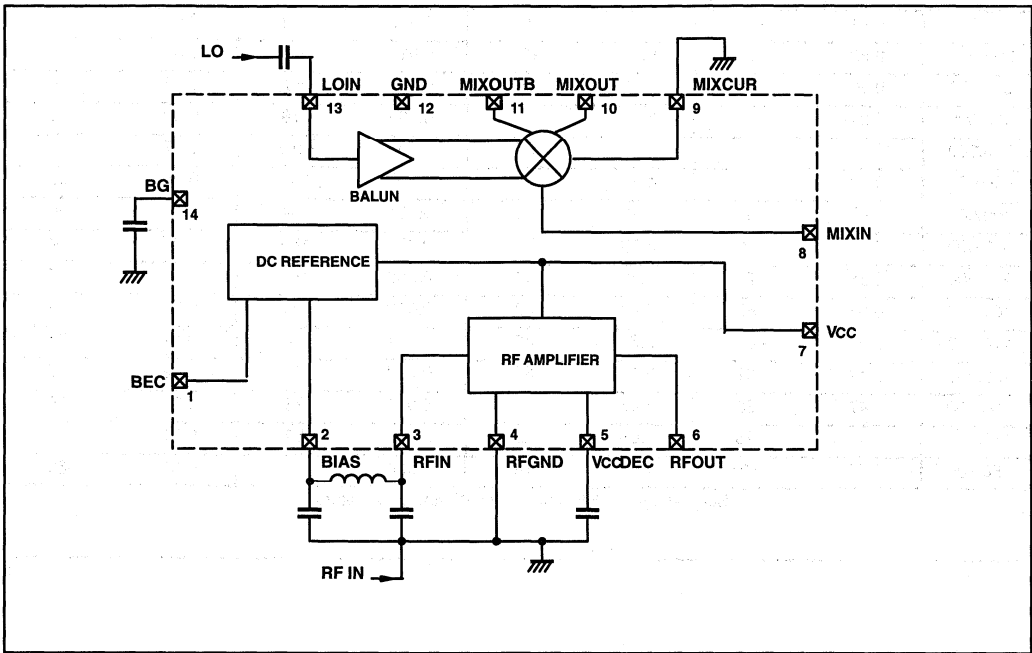 LO
LOIN GND MIXOUTB MIXOUT MIXCUR
13 12 11 10 9
BALUN
BG
14
MIXIN
8
DC REFERENCE
VCC
7
RF AMPLIFIER
BEC
1
2 3 4 5 6
BIAS RFIN RFGND VCCDEC RFOUT
RF IN